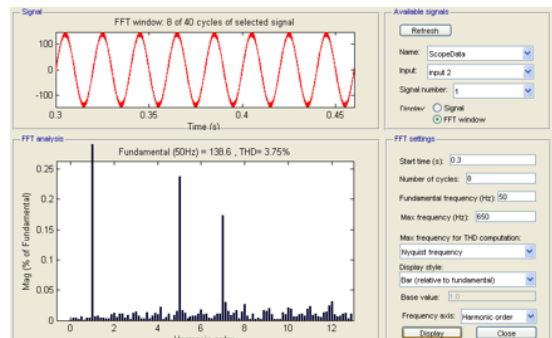 Signal
FFT window: 8 of 40 cycles of selected signal
100
0
-100
0.3
0.35
0.4
0.45
Time (s)
FFT analysis
Fundamental (50Hz) = 138.6 , THD= 3.75%
Mag (% of Fundamental)
0.25
0.2
0.15
0.1
0.05
0
0
2
4
6
8
10
12
Harmonic order
Available signals
Refresh
Name:
ScopeData
Input:
input 2
Signal number:
1
Display:
Signal
FFT window
FFT settings
Start time (s):
0.3
Number of cycles:
8
Fundamental frequency (Hz):
50
Max frequency (Hz):
650
Max frequency for THD computation:
Nyquist frequency
Display style:
Bar (relative to fundamental)
Base value:
1.0
Frequency axis:
Harmonic order
Display
Close